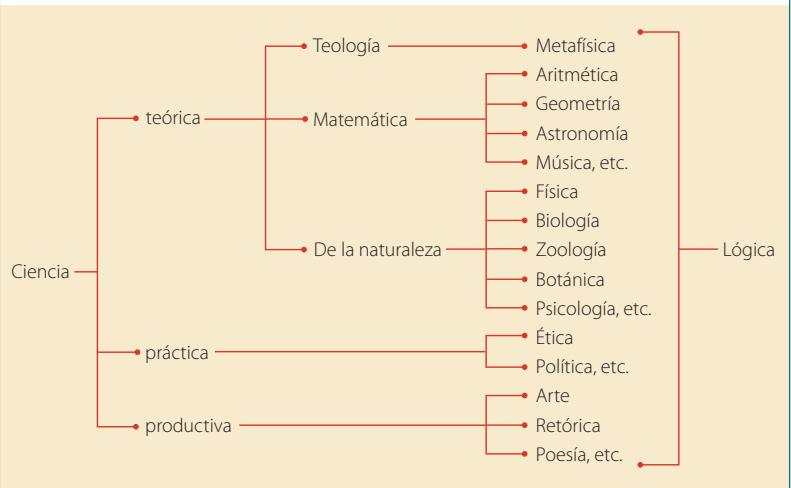 Teología
Metafísica
Aritmética
Geometría
teórica
Matemática
Astronomía
Música, etc.
Física
Biología
De la naturaleza
Zoología
Lógica
Ciencia
Botánica
Psicología, etc.
Ética
práctica
Política, etc.
Arte
productiva
Retórica
Poesía, etc.